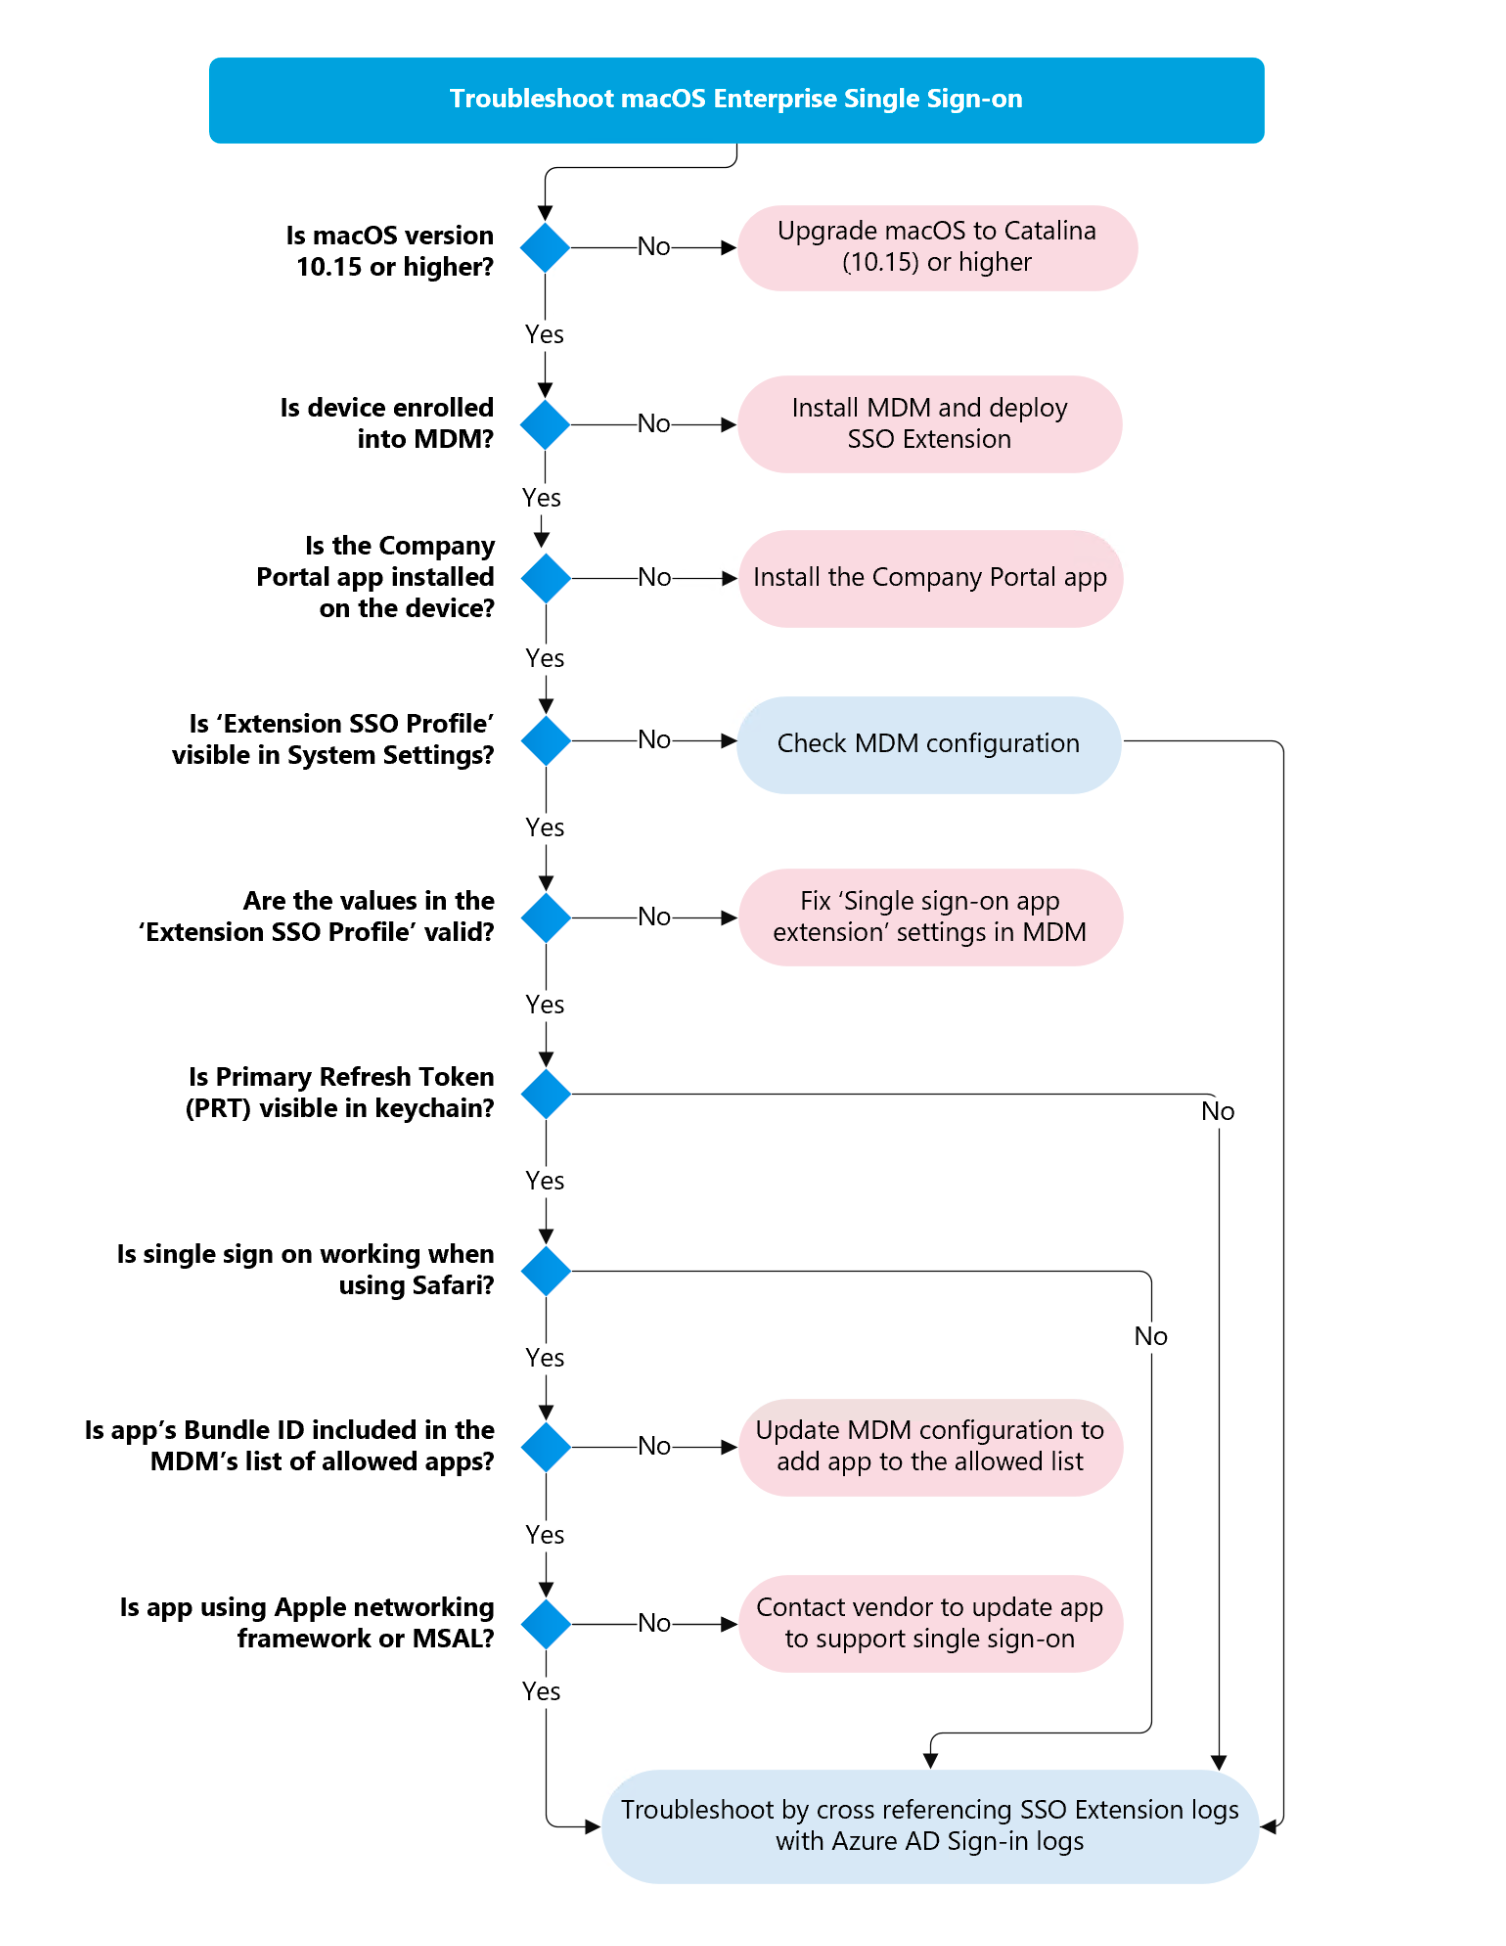 Troubleshoot macOS Enterprise Single Sign-on
Is macOS version
10.15 or higher?
No
Upgrade macOS to Catalina
(10.15) or higher
Yes
Is device enrolled
into MDM?
No
Install MDM and deploy
SSO Extension
Yes
Is the Company
Portal app installed
on the device?
No
Install the Company Portal app
Yes
Is ‘Extension SSO Profile’
visible in System Settings?
No
Check MDM configuration
Yes
Are the values in the
‘Extension SSO Profile’ valid?
No
Fix ‘Single sign-on app
extension’ settings in MDM
Yes
Is Primary Refresh Token
(PRT) visible in keychain?
No
Yes
Is single sign on working when
using Safari?
No
Yes
Is app’s Bundle ID included in the
MDM’s list of allowed apps?
No
Update MDM configuration to
add app to the allowed list
Yes
Is app using Apple networking
framework or MSAL?
No
Contact vendor to update app
to support single sign-on
Yes
Troubleshoot by cross referencing SSO Extension logs
with Azure AD Sign-in logs